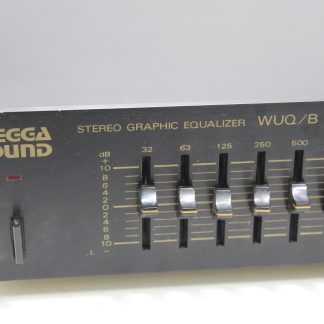 EGGA
OUND
STEREO GRAPHIC EQUALIZER WUQ/B
32 63 125 250 500
dB
+
10
8
6
4
2
0
2
4
6
8
10
L -